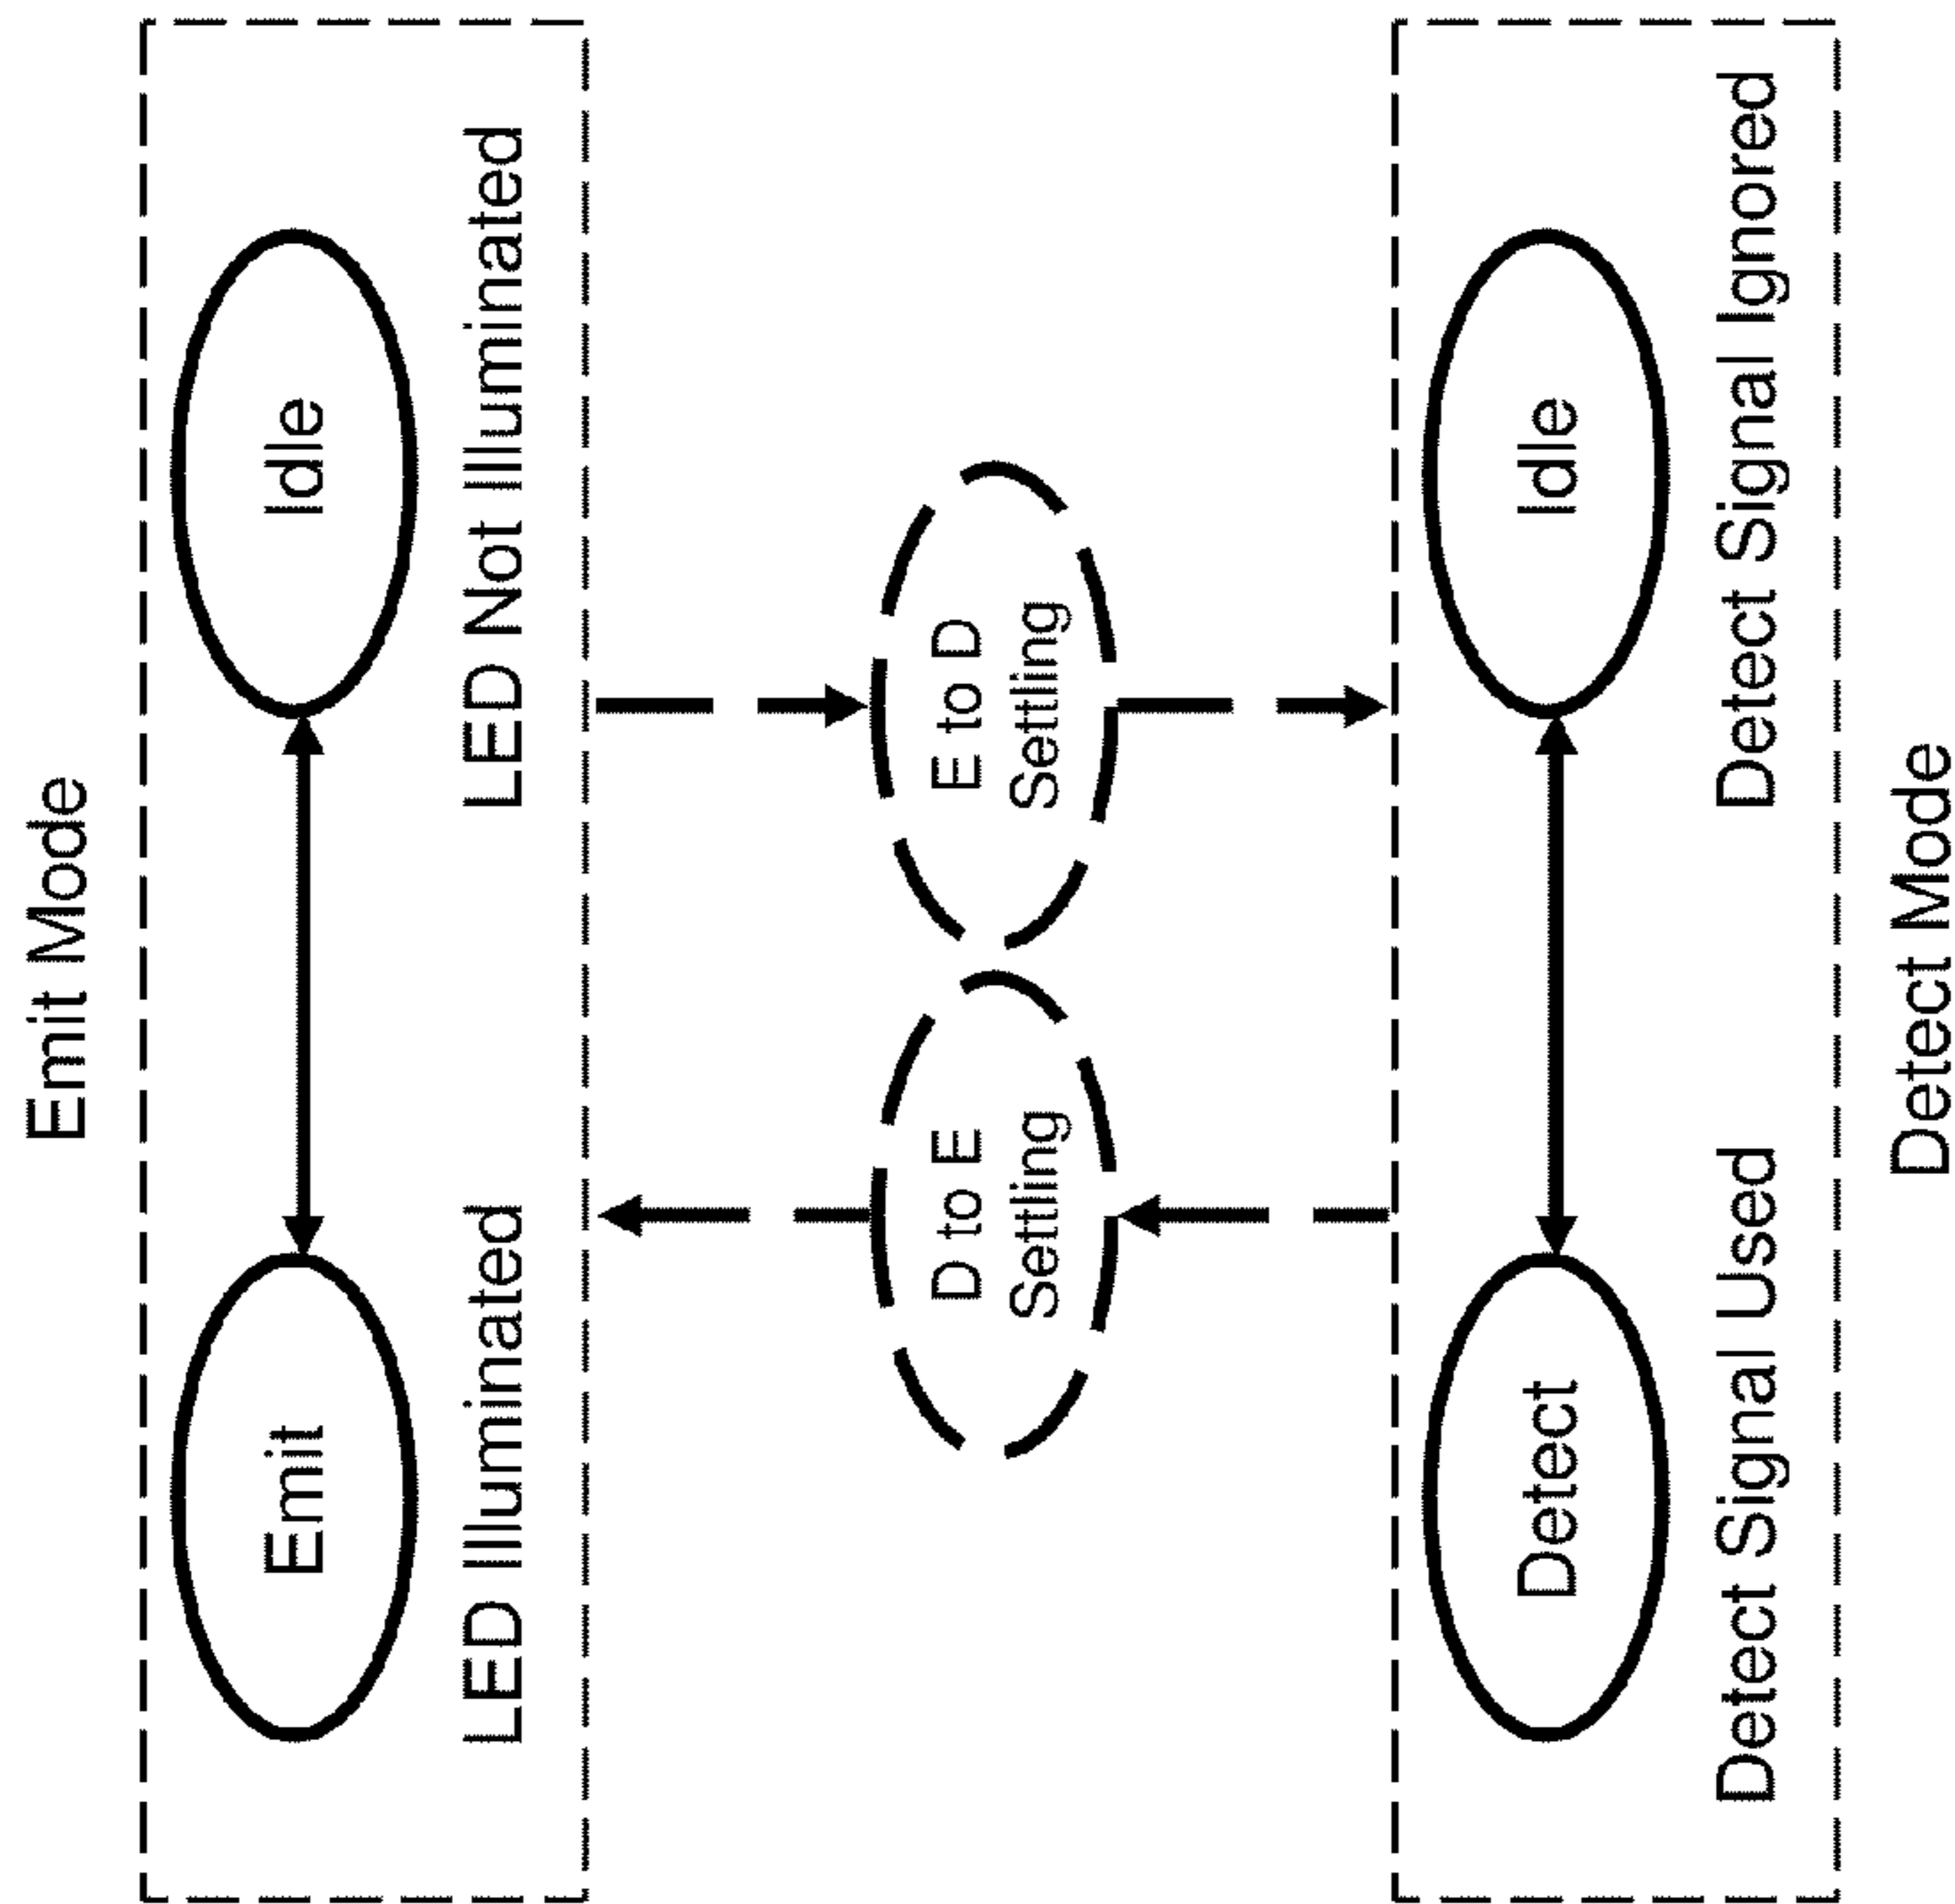 Emit Mode
Emit
Idle
LED Illuminated
LED Not Illuminated
D to E
Settling
E to D
Settling
Detect
Idle
Detect Signal Used
Detect Signal Ignored
Detect Mode